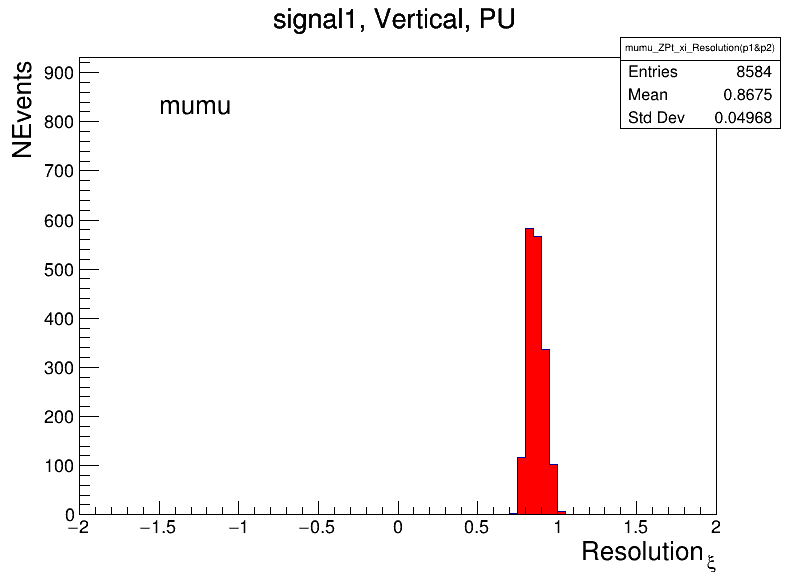 signal1, Vertical, PU
mumu_ZPt_xi_Resolution(p1&p2)
Entries 8584
Mean 0.8675
Std Dev 0.04968
NEvents
mumu
900
800
700
600
500
400
300
200
100
0
−2 −1.5 −1 −0.5 0 0.5 1 1.5 2
Resolution ξ